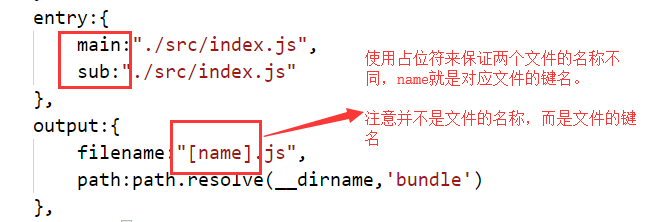 entry:{
main:"./src/index.js",
sub:"./src/index.js"
},
output:{
filename:"[name].js",
path:path.resolve(__dirname,'bundle')
},
使用占位符来保证两个文件的名称不
同，name就是对应文件的键名。
注意并不是文件的名称，而是文件的键
名